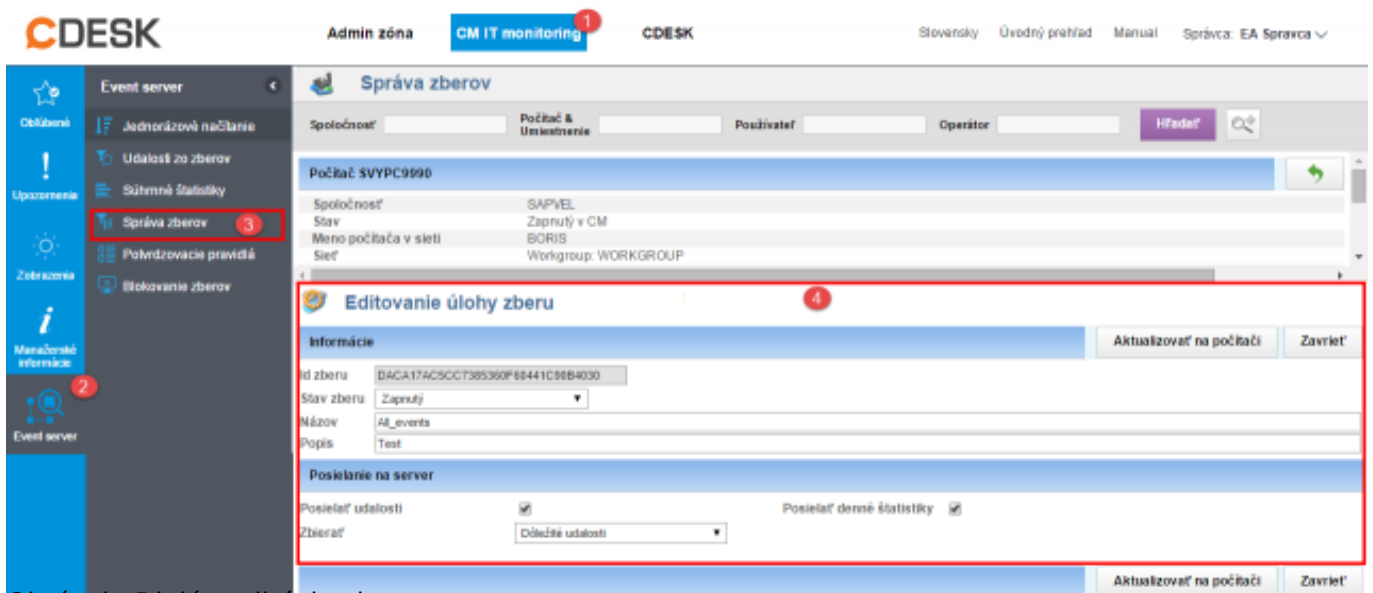 CDESK
Admin zóna CM IT monitoring 1 CDESK Slovensky Úvodný prehľad Manual Správca: EA Spravca
Obľúbené
Upozornenia
Zobrazenia
Manažerské informácie
2
Event server
Event server
Jednorázové načítanie
Udalosti zo zberov
Súhrnné štatistiky
Správa zberov 3
Potvrdzovacie pravidlá
Blokovanie zberov
Správa zberov
Spoločnosť Počítač & Umiestnenie Používateľ Operátor Hľadať
Počítač SVYPC9990
Spoločnosť SAPVEL
Stav Zapnutý v CM
Meno počítača v sieti BORIS
Sieť Workgroup: WORKGROUP
Editovanie úlohy zberu 4
Informácie Aktualizovať na počítači Zavrieť
Id zberu
Stav zberu Zapnutý
Názov All_events
Popis Test
Posielanie na server
Posielať udalosti Posielať denné štatistiky
Zbierať Dôležité udalosti
Aktualizovať na počítači Zavrieť